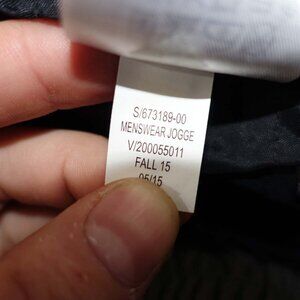 S/673189-00
MENSWEAR JOGGE
V/200055011
FALL 15
05/15